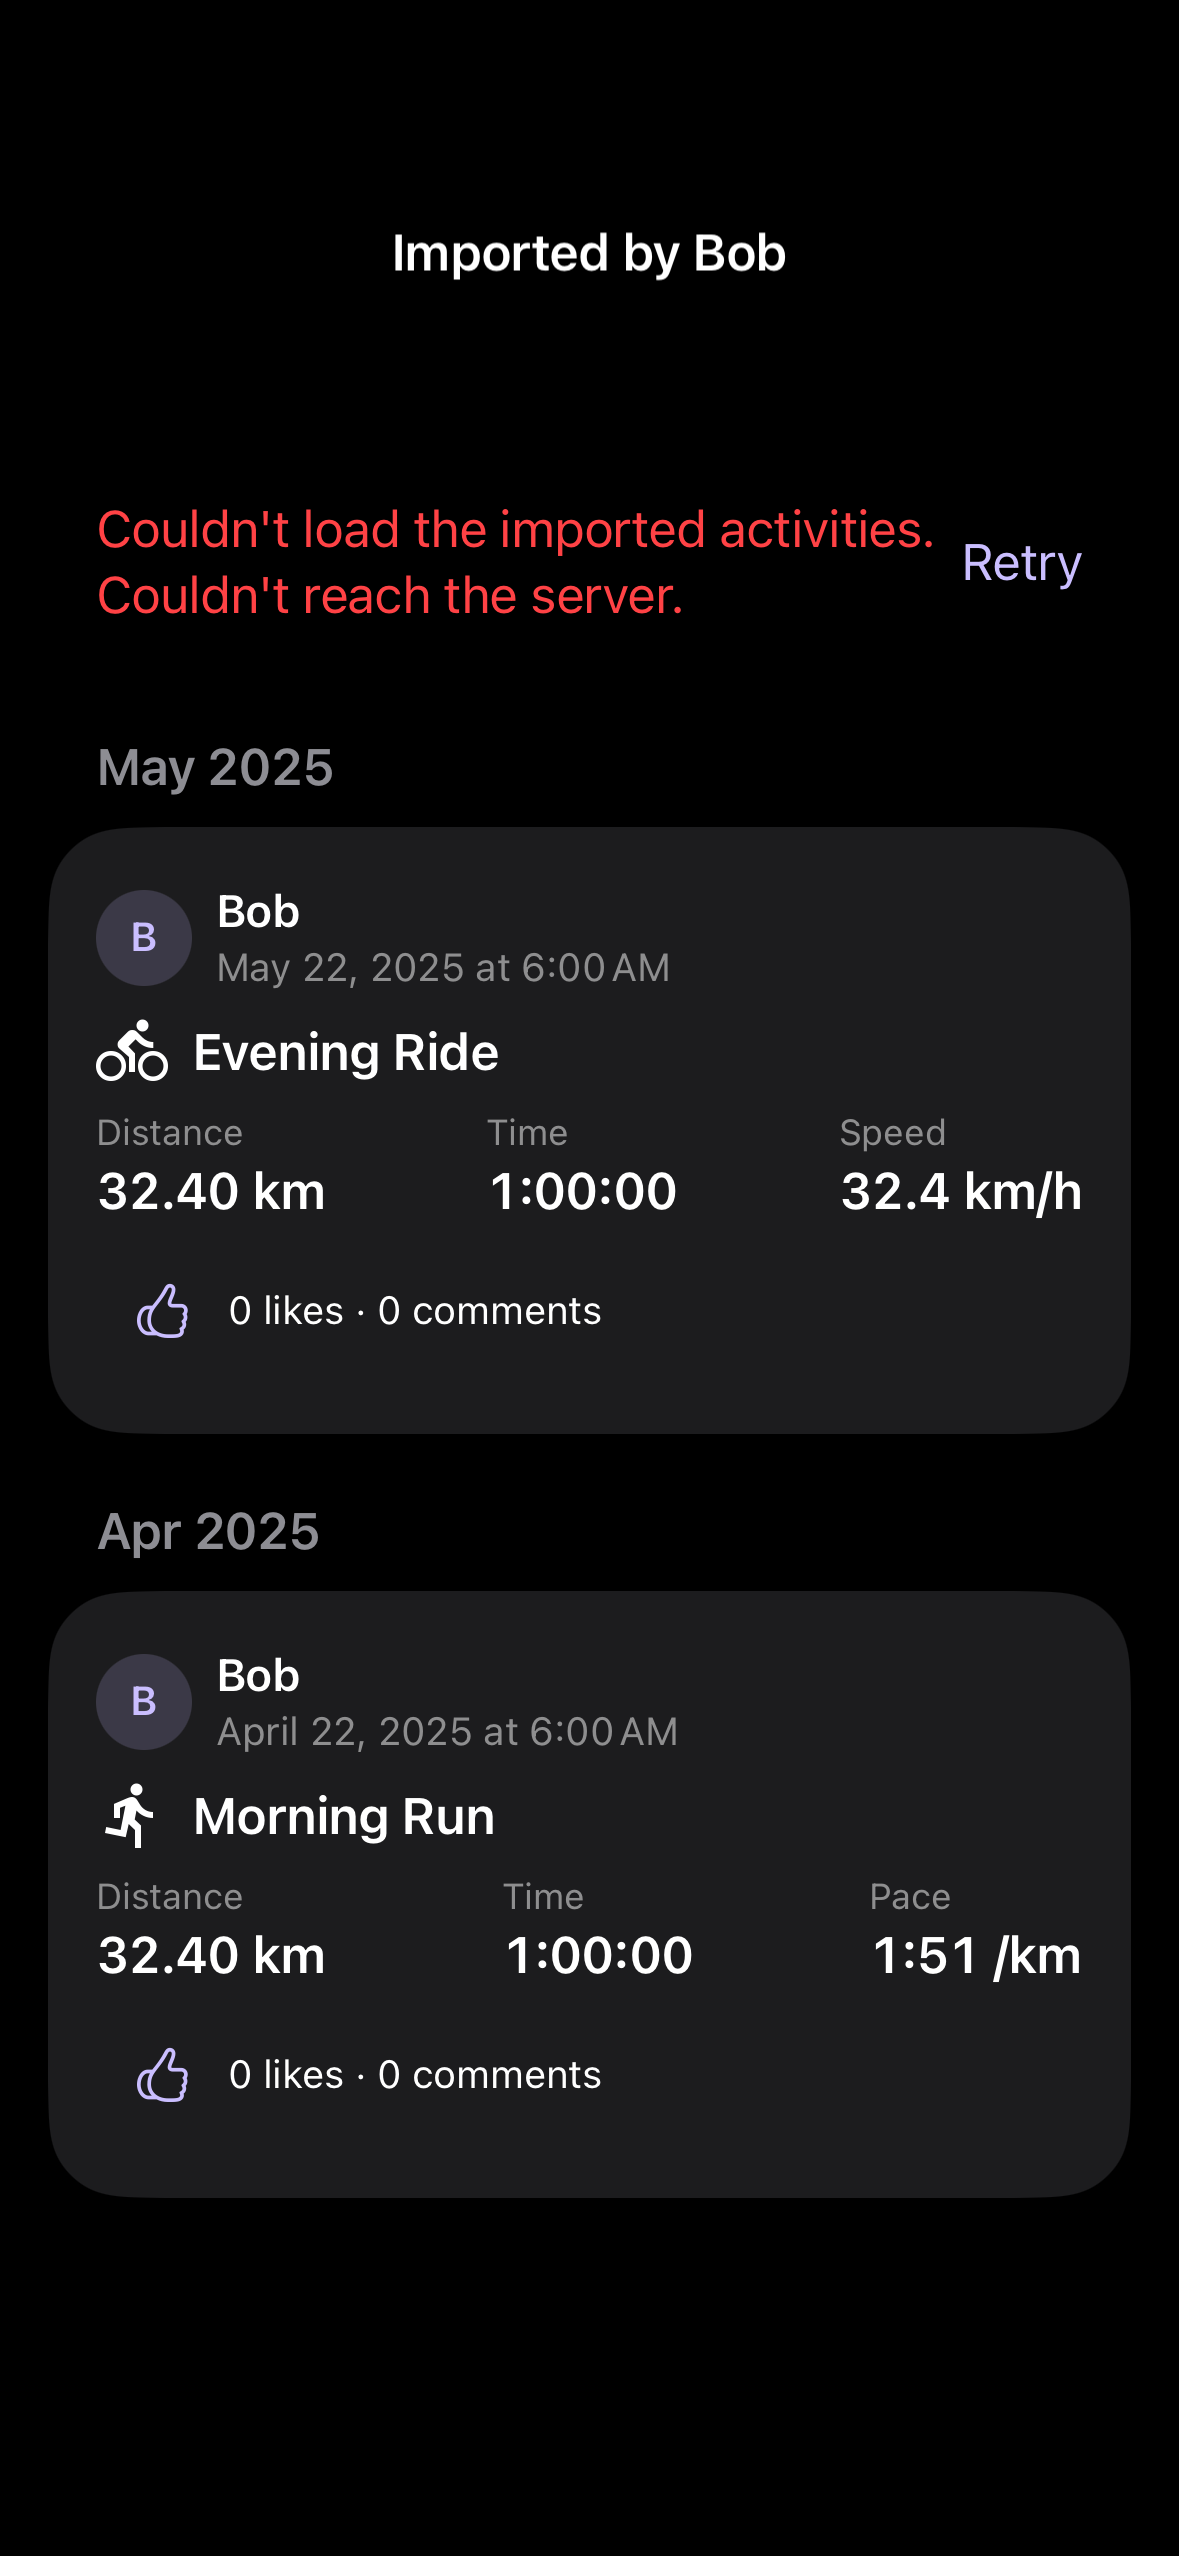 Imported by Bob
Couldn't load the imported activities.
Couldn't reach the server.
Retry
May 2025
B
Bob
May 22, 2025 at 6:00 AM
Evening Ride
Distance Time Speed
32.40 km 1:00:00 32.4 km/h
0 likes · 0 comments
Apr 2025
B
Bob
April 22, 2025 at 6:00 AM
Morning Run
Distance Time Pace
32.40 km 1:00:00 1:51 /km
0 likes · 0 comments